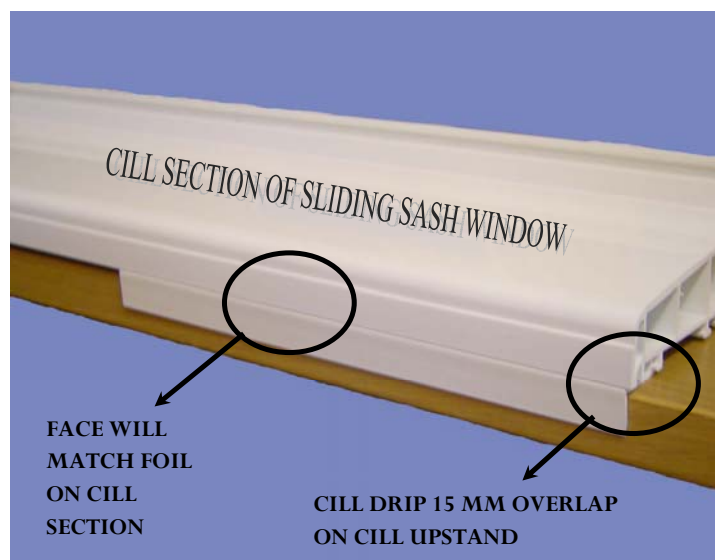 CILL SECTION OF SLIDING SASH WINDOW
FACE WILL
MATCH FOIL
ON CILL
SECTION
CILL DRIP 15 MM OVERLAP
ON CILL UPSTAND